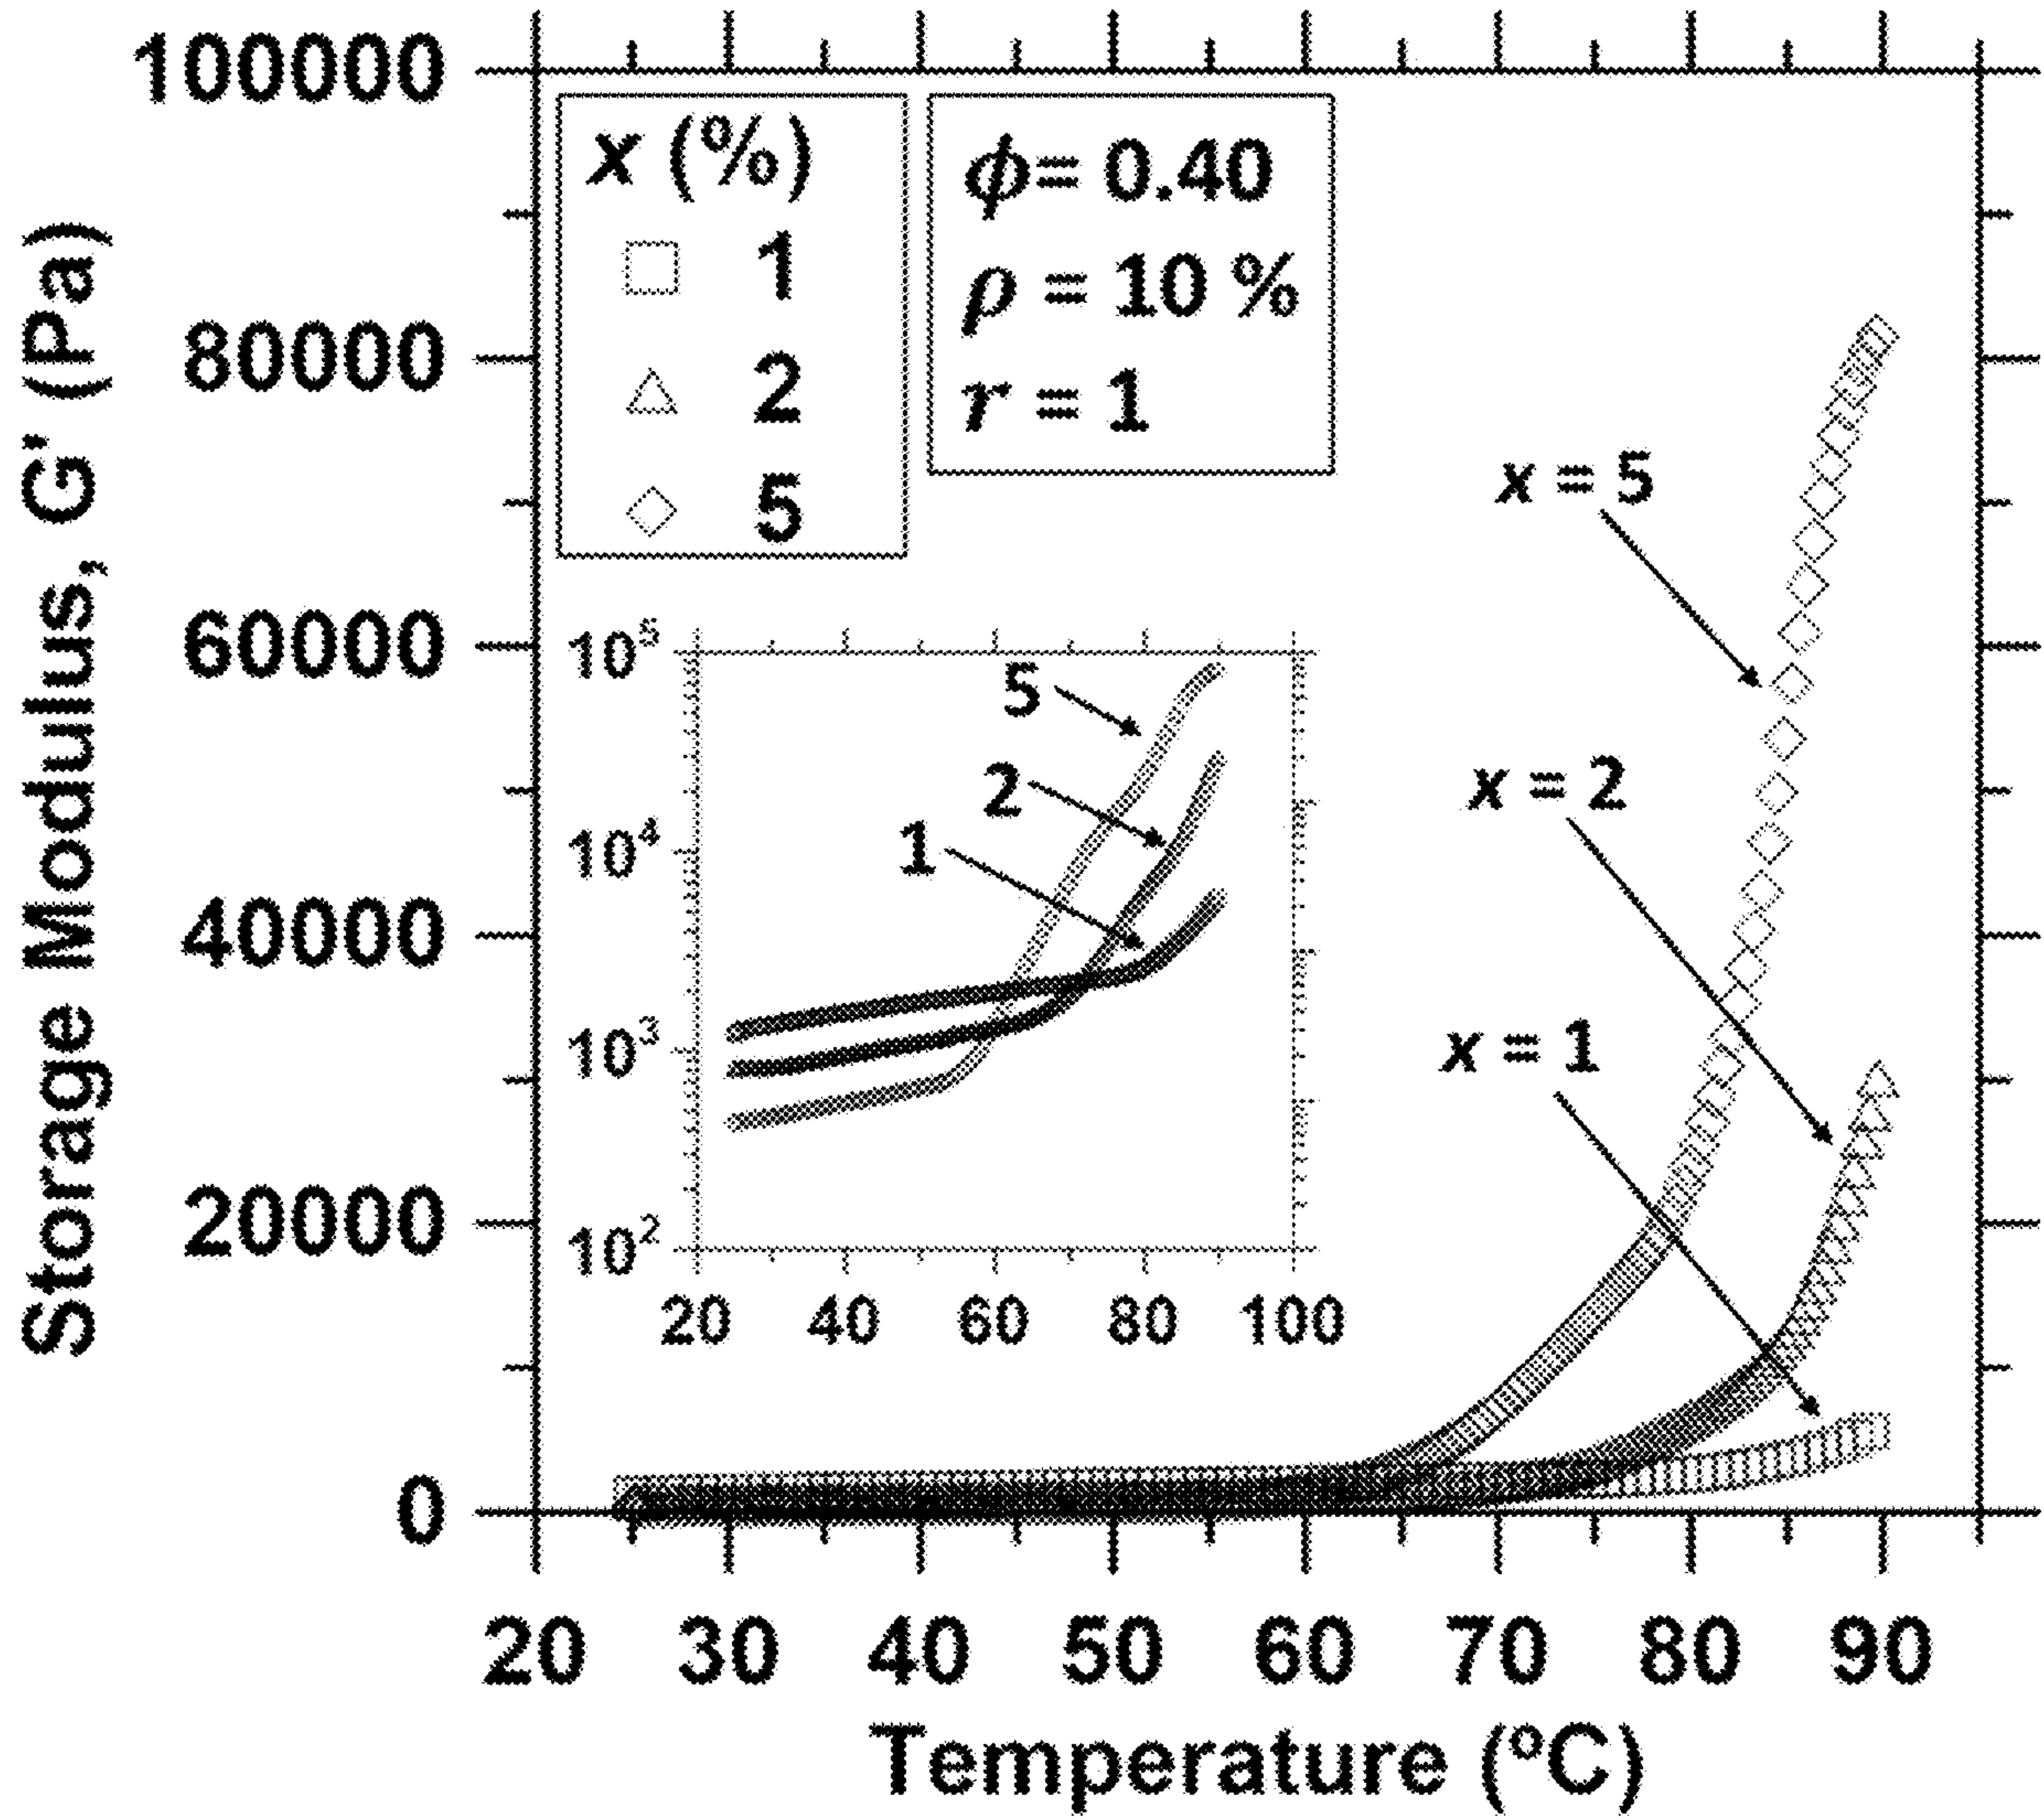 Storage Modulus, G' (Pa)
100000
80000
60000
40000
20000
0
x (%)
1
2
5
ϕ= 0.40
ρ = 10 %
r = 1
x = 5
x = 2
x = 1
10⁵
10⁴
10³
10²
5
2
1
20 40 60 80 100
20 30 40 50 60 70 80 90
Temperature (ºC)